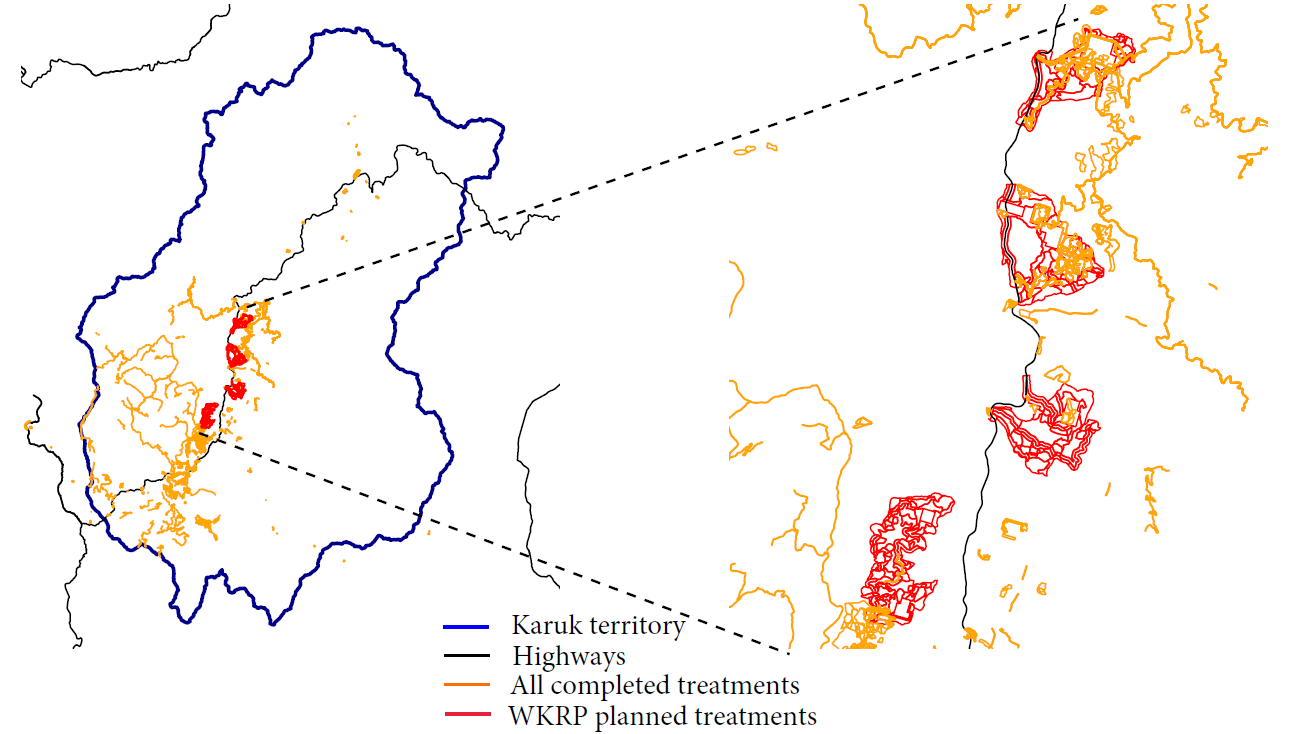 Karuk territory
Highways
All completed treatments
WKRP planned treatments